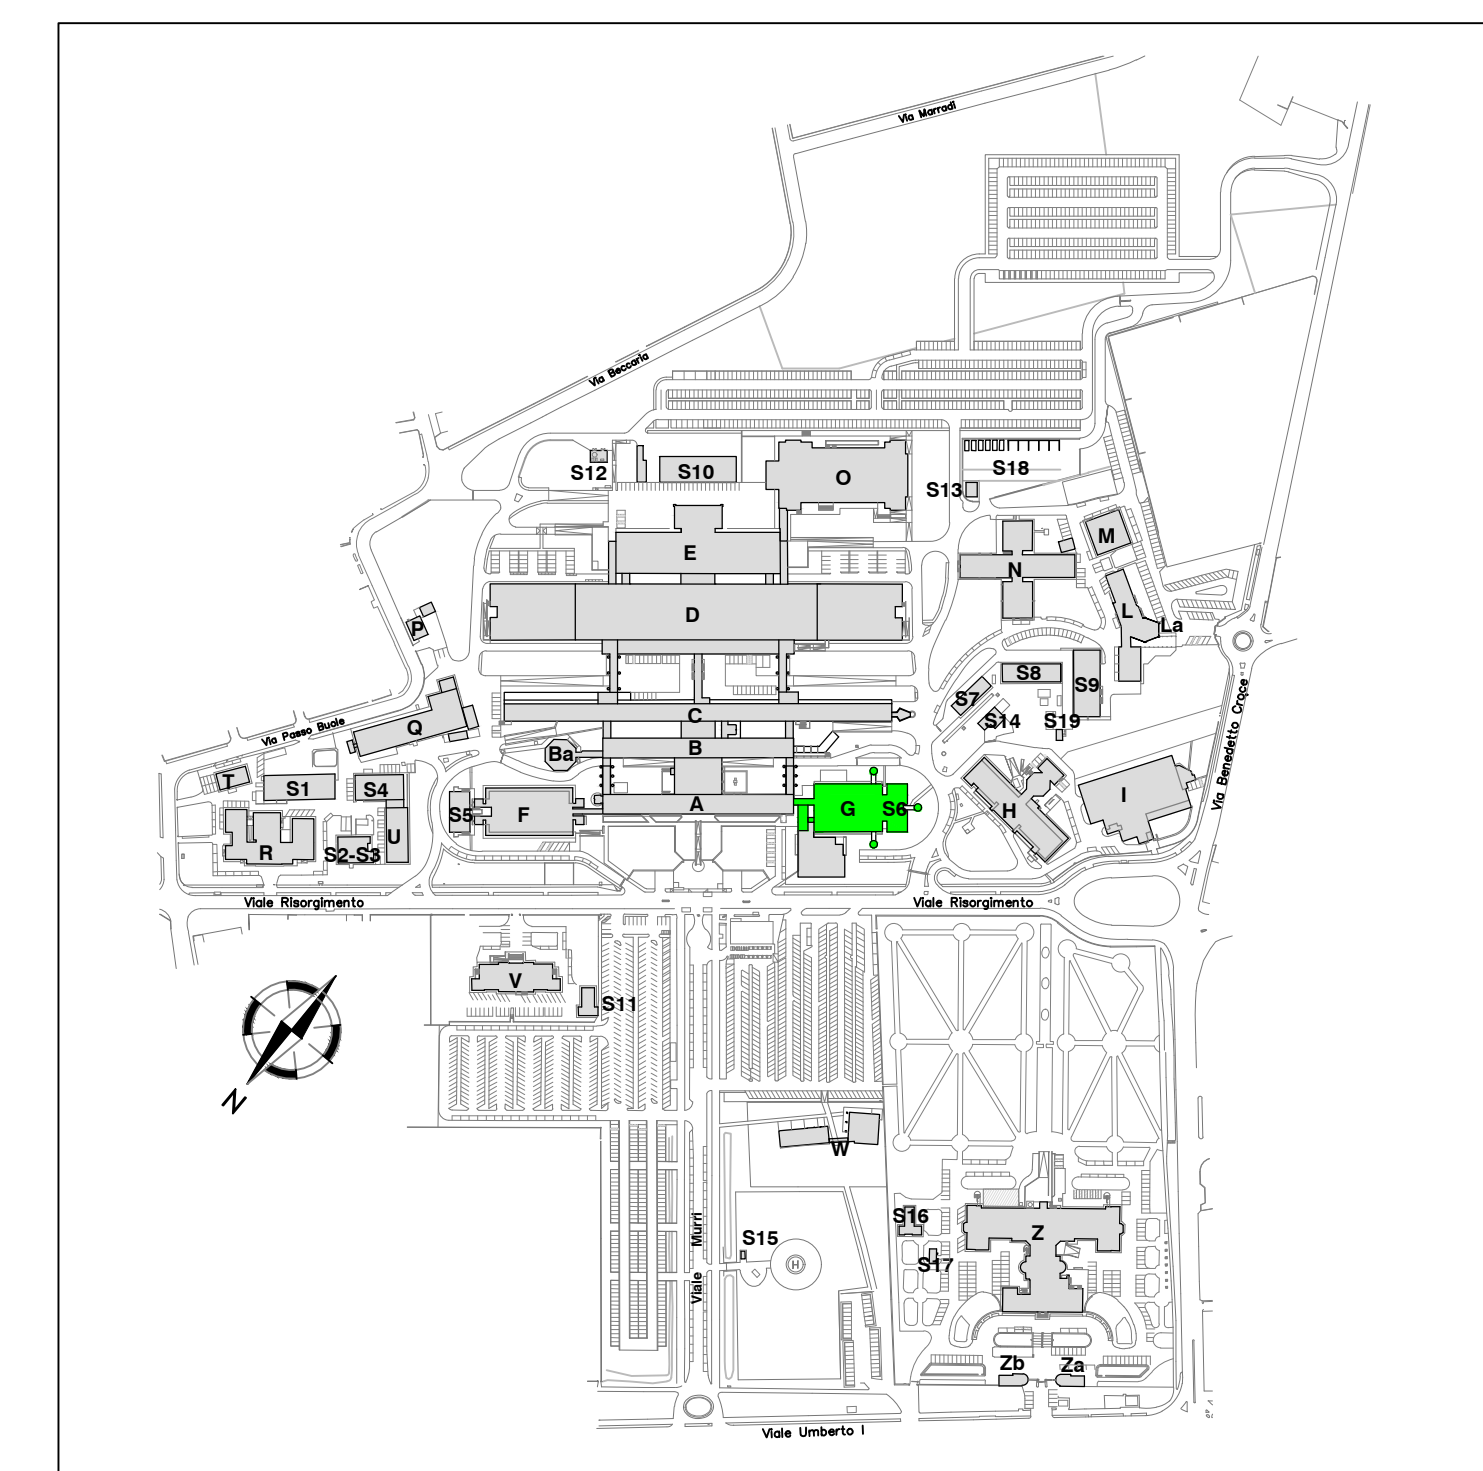 Via Marradi
Via Beccaria
S12
S10
O
S18
S13
M
E
N
D
L
La
P
S8
S9
S7
S14
S19
C
Q
Via Passo Buole
B
Ba
Via Benedetto Croce
T
S1
S4
A
S5
F
G
S6
H
I
R
S2-S3
U
Viale Risorgimento
Viale Risorgimento
V
S11
N
W
S16
Z
S15
S17
H
Viale Murri
Zb
Za
Viale Umberto I